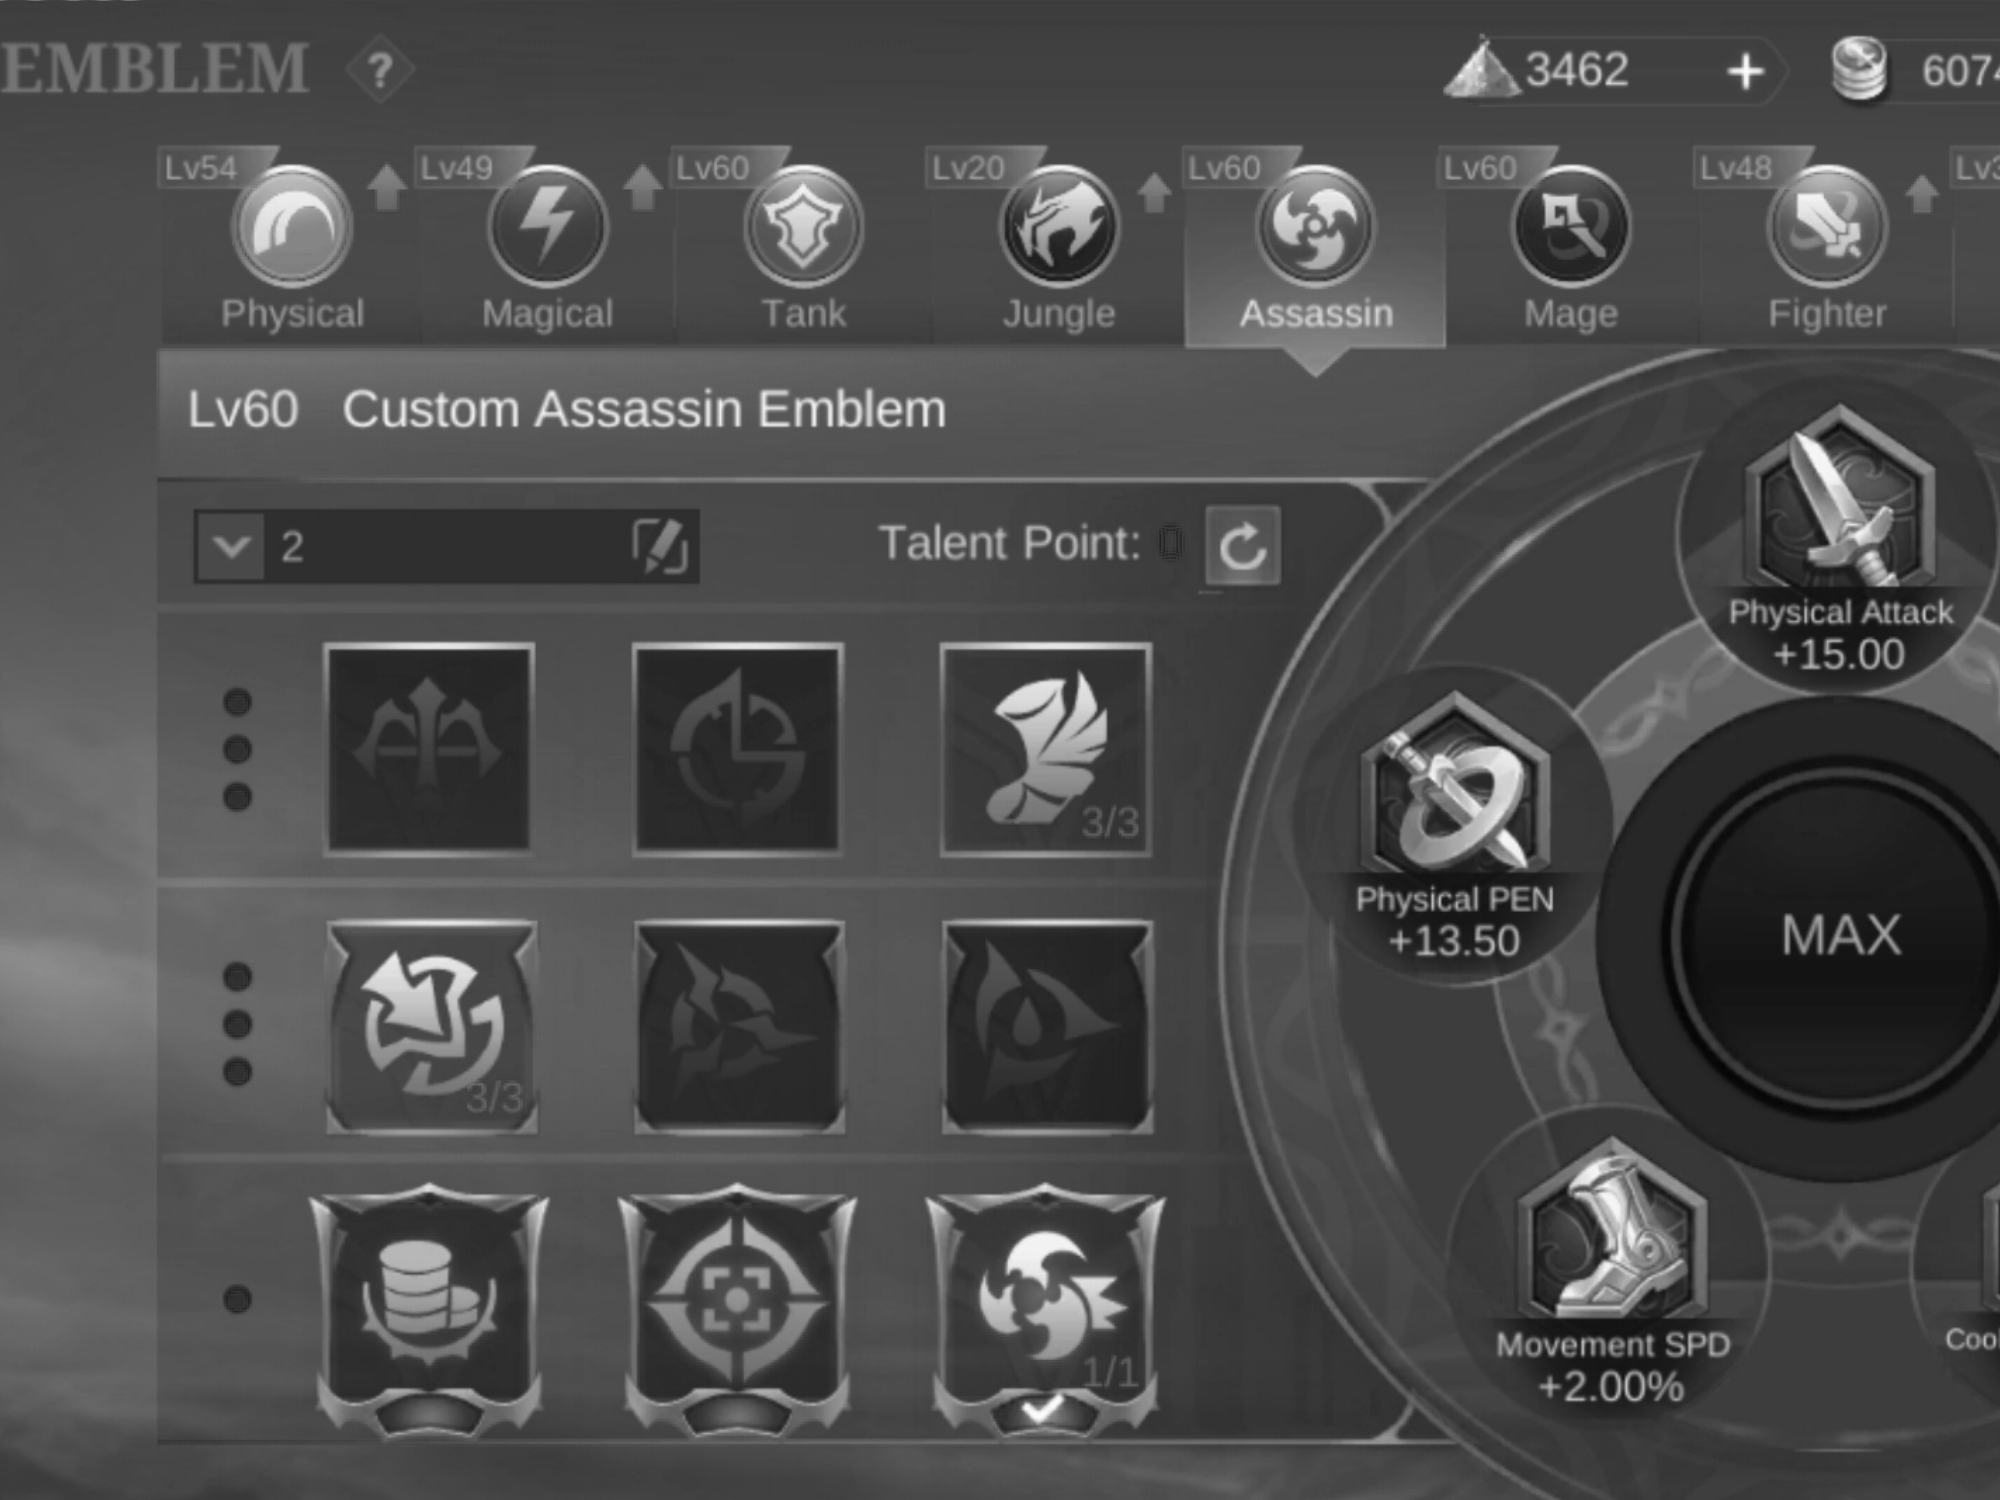 EMBLEM ?
3462 +
6074
Lv54
Lv49
Lv60
Lv20
Lv60
Lv60
Lv48
Lv3
Physical
Magical
Tank
Jungle
Assassin
Mage
Fighter
Lv60 Custom Assassin Emblem
2
Talent Point: 0
Physical Attack
+15.00
3/3
Physical PEN
+13.50
MAX
3/3
Movement SPD
+2.00%
Cool
1/1